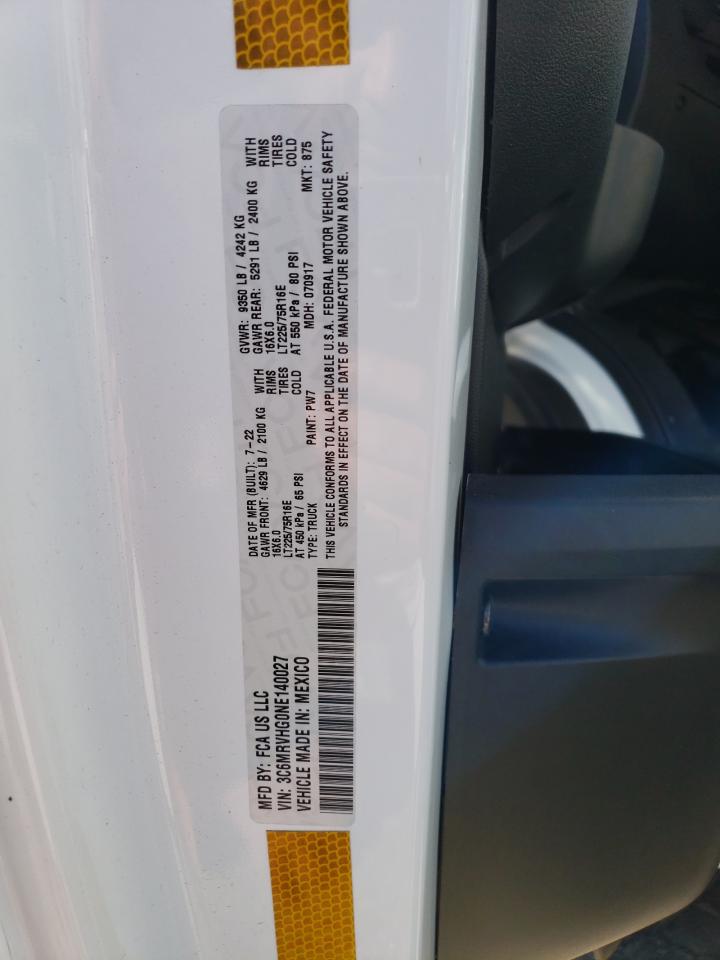 MFD BY: FCA US LLC
VIN: 3C6MRVHG0NE140027
VEHICLE MADE IN: MEXICO
DATE OF MFR (BUILT): 7-22
GAWR FRONT: 4629 LB / 2100 KG WITH
16X6.0 RIMS
LT225/75R16E TIRES
AT 450 kPa / 65 PSI COLD
TYPE: TRUCK PAINT: PW7
GVWR: 9350 LB / 4242 KG
GAWR REAR: 5291 LB / 2400 KG WITH
16X6.0 RIMS
LT225/75R16E TIRES
AT 550 kPa / 80 PSI COLD
MDH: 070917 MKT: 875
THIS VEHICLE CONFORMS TO ALL APPLICABLE U.S.A. FEDERAL MOTOR VEHICLE SAFETY
STANDARDS IN EFFECT ON THE DATE OF MANUFACTURE SHOWN ABOVE.